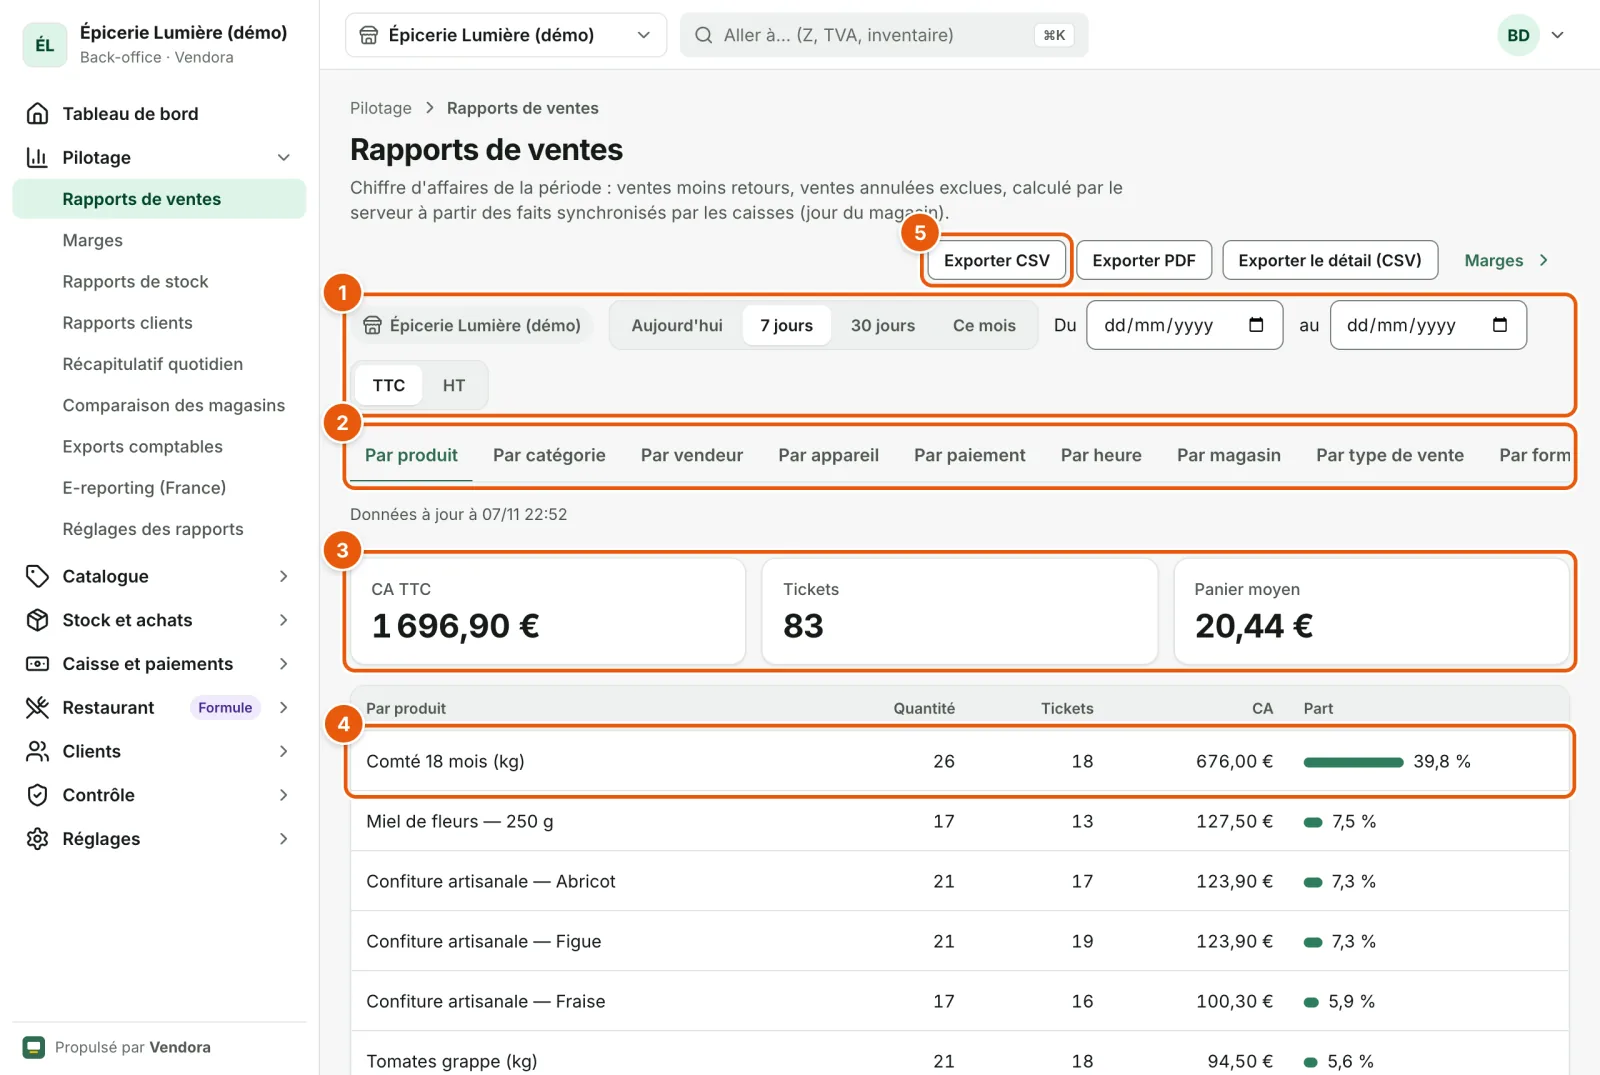 ÉL
Épicerie Lumière (démo)
Back-office · Vendora
Tableau de bord
Pilotage
Rapports de ventes
Marges
Rapports de stock
Rapports clients
Récapitulatif quotidien
Comparaison des magasins
Exports comptables
E-reporting (France)
Réglages des rapports
Catalogue
Stock et achats
Caisse et paiements
Restaurant Formule
Clients
Contrôle
Réglages
Propulsé par Vendora
Épicerie Lumière (démo)
Aller à... (Z, TVA, inventaire) ⌘K
BD
Pilotage > Rapports de ventes
Rapports de ventes
Chiffre d'affaires de la période : ventes moins retours, ventes annulées exclues, calculé par le
serveur à partir des faits synchronisés par les caisses (jour du magasin).
5
Exporter CSV Exporter PDF Exporter le détail (CSV) Marges
1
Épicerie Lumière (démo) Aujourd'hui 7 jours 30 jours Ce mois Du dd/mm/yyyy au dd/mm/yyyy
TTC HT
2
Par produit Par catégorie Par vendeur Par appareil Par paiement Par heure Par magasin Par type de vente Par form
Données à jour à 07/11 22:52
3
CA TTC
1 696,90 €
Tickets
83
Panier moyen
20,44 €
Par produit Quantité Tickets CA Part
4
Comté 18 mois (kg) 26 18 676,00 € 39,8 %
Miel de fleurs — 250 g 17 13 127,50 € 7,5 %
Confiture artisanale — Abricot 21 17 123,90 € 7,3 %
Confiture artisanale — Figue 21 19 123,90 € 7,3 %
Confiture artisanale — Fraise 17 16 100,30 € 5,9 %
Tomates grappe (kg) 21 18 94,50 € 5,6 %